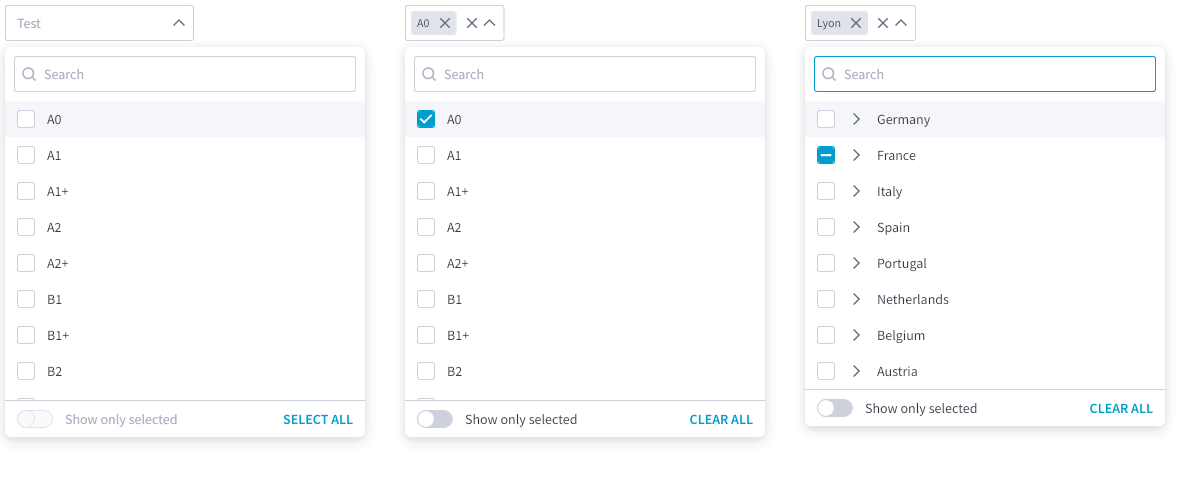 Test
Search
A0
A1
A1+
A2
A2+
B1
B1+
B2
Show only selected
SELECT ALL
A0
Search
A0
A1
A1+
A2
A2+
B1
B1+
B2
Show only selected
CLEAR ALL
Lyon
Search
Germany
France
Italy
Spain
Portugal
Netherlands
Belgium
Austria
Show only selected
CLEAR ALL